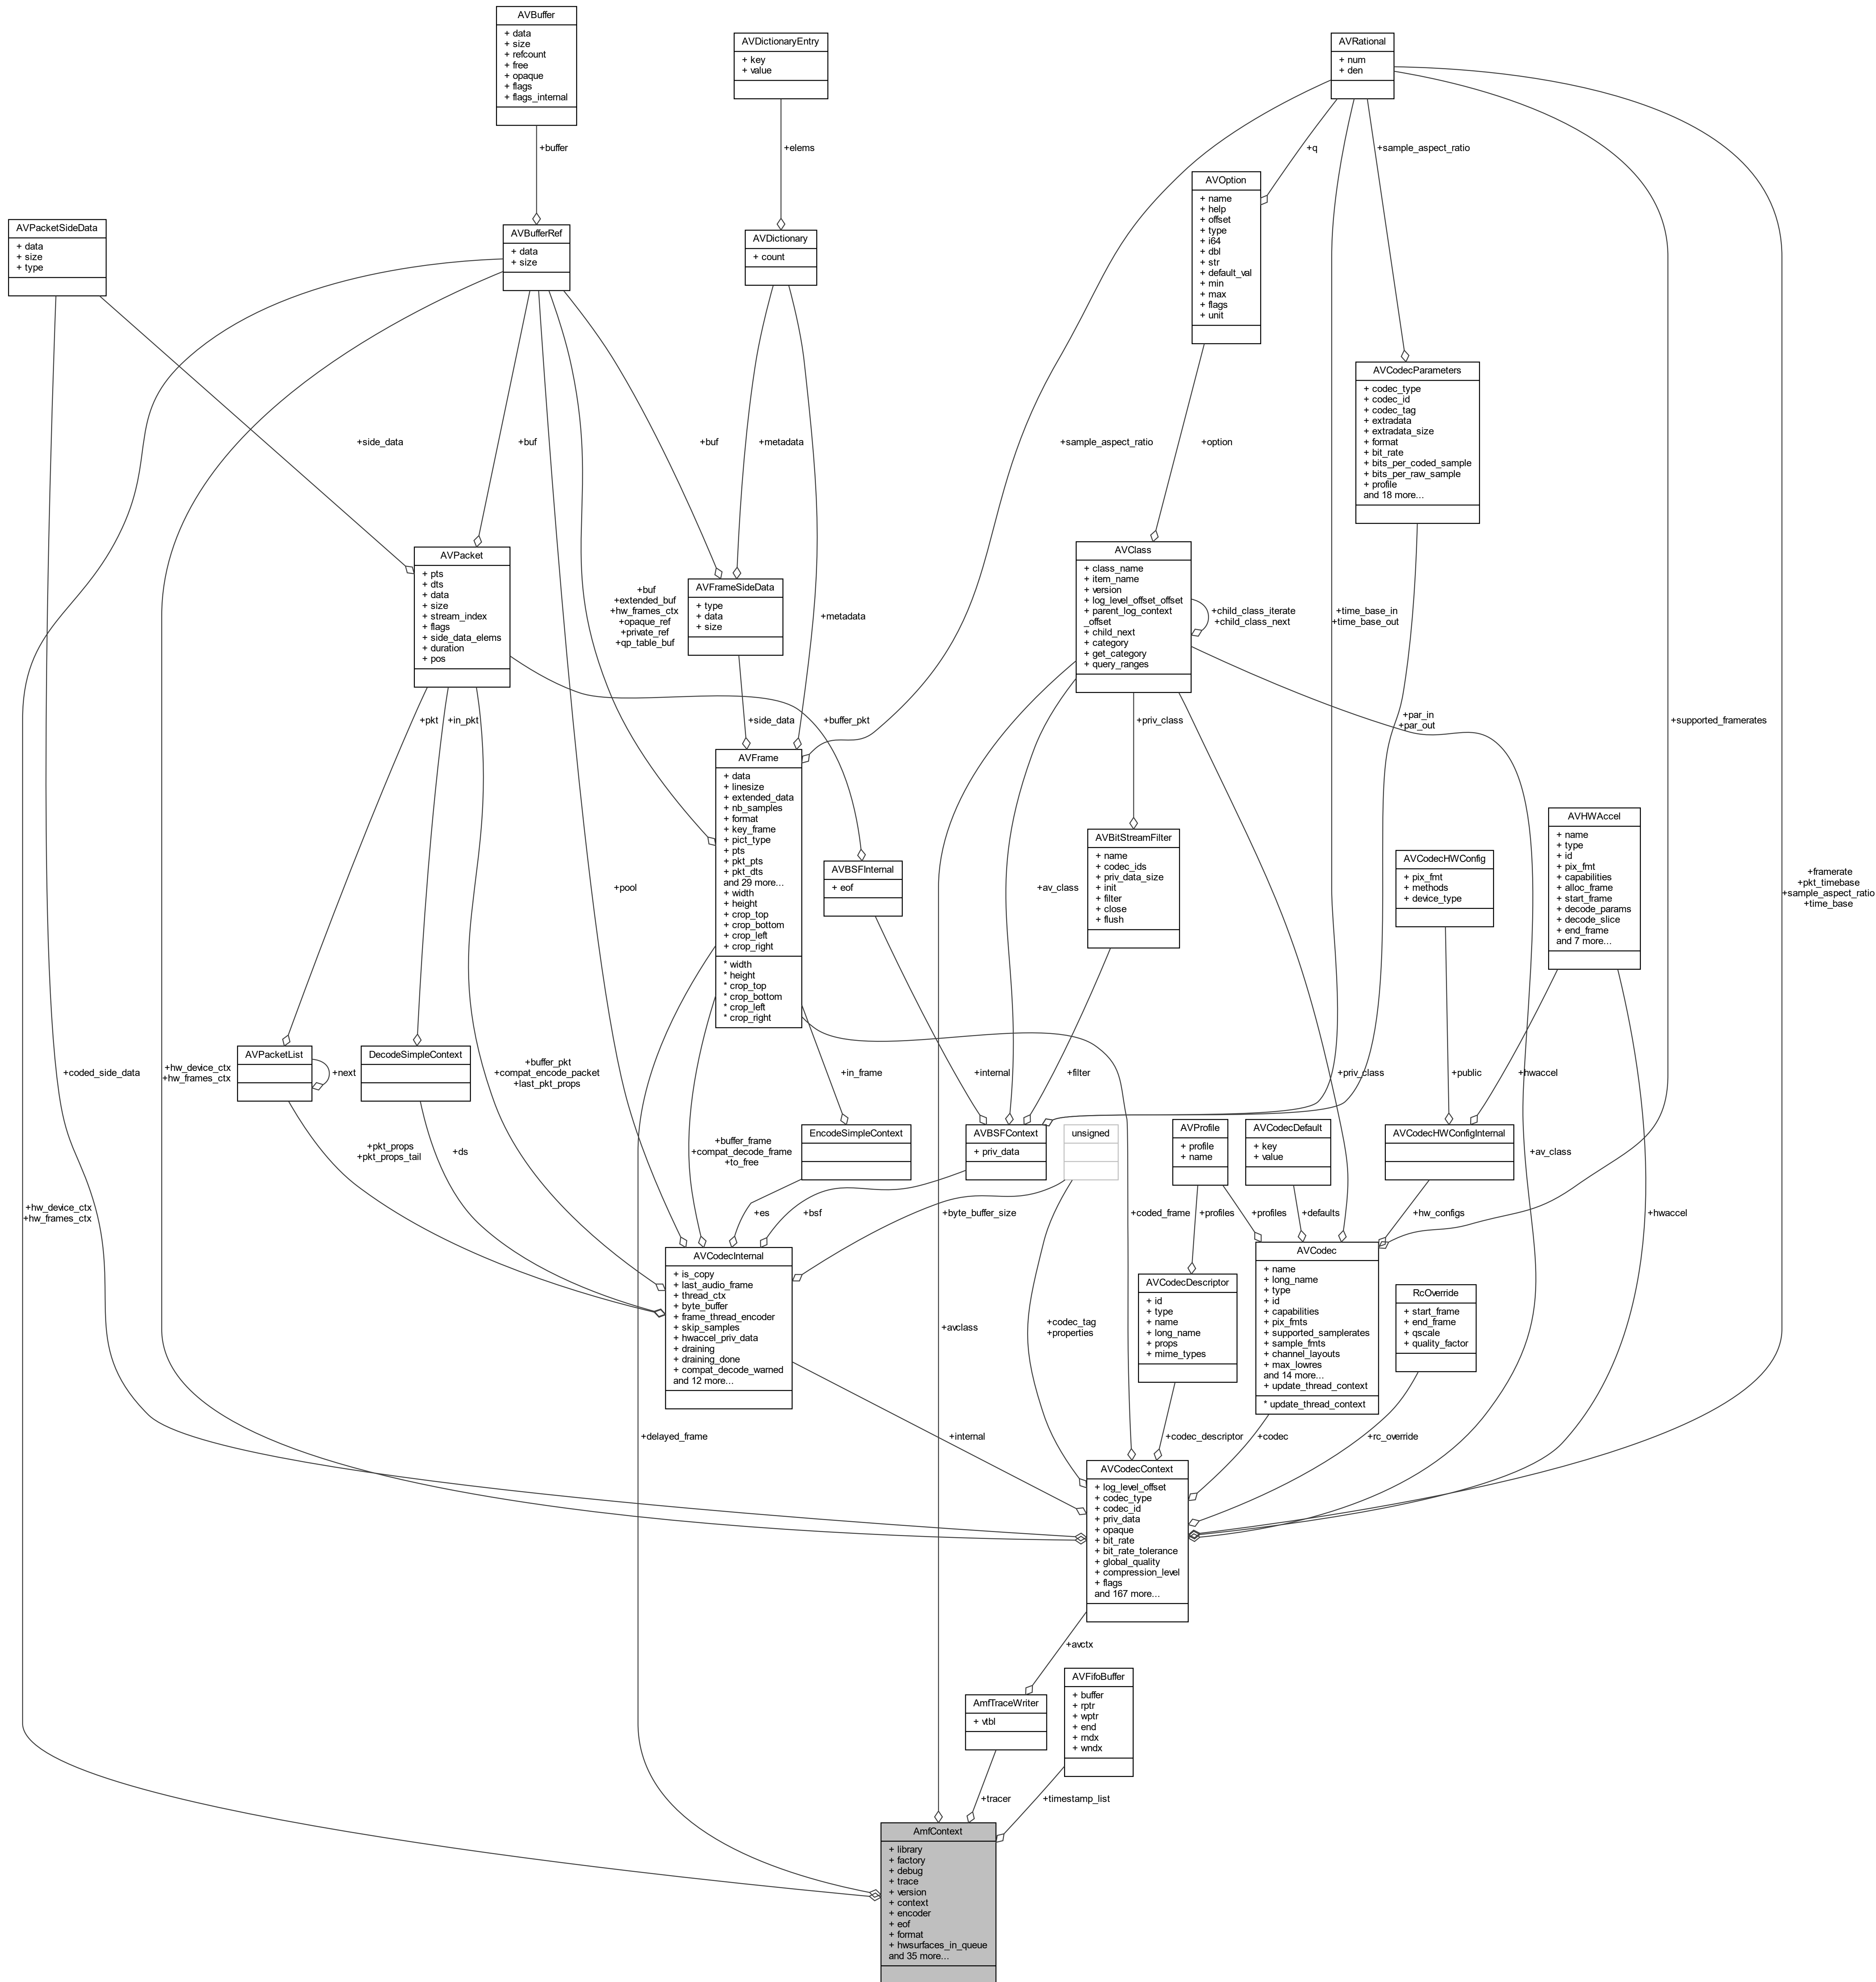 AVBuffer
+ data
+ size
+ refcount
+ free
+ opaque
+ flags
+ flags_internal
AVDictionaryEntry
+ key
+ value
AVRational
+ num
+ den
+buffer
+elems
+q
+sample_aspect_ratio
AVOption
+ name
+ help
+ offset
+ type
+ i64
+ dbl
+ str
+ default_val
+ min
+ max
+ flags
+ unit
AVPacketSideData
+ data
+ size
+ type
AVBufferRef
+ data
+ size
AVDictionary
+ count
AVCodecParameters
+ codec_type
+ codec_id
+ codec_tag
+ extradata
+ extradata_size
+ format
+ bit_rate
+ bits_per_coded_sample
+ bits_per_raw_sample
+ profile
and 18 more...
+side_data
+buf
+buf
+metadata
+sample_aspect_ratio
+option
AVPacket
+ pts
+ dts
+ data
+ size
+ stream_index
+ flags
+ side_data_elems
+ duration
+ pos
+buf
+extended_buf
+hw_frames_ctx
+opaque_ref
+private_ref
+qp_table_buf
AVFrameSideData
+ type
+ data
+ size
+metadata
AVClass
+ class_name
+ item_name
+ version
+ log_level_offset_offset
+ parent_log_context
_offset
+ child_next
+ category
+ get_category
+ query_ranges
+child_class_iterate
+child_class_next
+time_base_in
+time_base_out
+pkt
+in_pkt
+side_data
+buffer_pkt
+priv_class
+par_in
+par_out
+supported_framerates
AVFrame
+ data
+ linesize
+ extended_data
+ nb_samples
+ format
+ key_frame
+ pict_type
+ pts
+ pkt_pts
+ pkt_dts
and 29 more...
+ width
+ height
+ crop_top
+ crop_bottom
+ crop_left
+ crop_right
* width
* height
* crop_top
* crop_bottom
* crop_left
* crop_right
+pool
AVBSFInternal
+ eof
+av_class
AVBitStreamFilter
+ name
+ codec_ids
+ priv_data_size
+ init
+ filter
+ close
+ flush
AVCodecHWConfig
+ pix_fmt
+ methods
+ device_type
AVHWAccel
+ name
+ type
+ id
+ pix_fmt
+ capabilities
+ alloc_frame
+ start_frame
+ decode_params
+ decode_slice
+ end_frame
and 7 more...
+framerate
+pkt_timebase
+sample_aspect_ratio
+time_base
+coded_side_data
+hw_device_ctx
+hw_frames_ctx
AVPacketList
+next
DecodeSimpleContext
+buffer_pkt
+compat_encode_packet
+last_pkt_props
+in_frame
+internal
+filter
+priv_class
+public
+hwaccel
+pkt_props
+pkt_props_tail
+ds
+buffer_frame
+compat_decode_frame
+to_free
EncodeSimpleContext
AVBSFContext
+ priv_data
unsigned
AVProfile
+ profile
+ name
AVCodecDefault
+ key
+ value
AVCodecHWConfigInternal
+av_class
+hw_device_ctx
+hw_frames_ctx
+es
+bsf
+byte_buffer_size
+coded_frame
+profiles
+profiles
+defaults
+hw_configs
+hwaccel
AVCodecInternal
+ is_copy
+ last_audio_frame
+ thread_ctx
+ byte_buffer
+ frame_thread_encoder
+ skip_samples
+ hwaccel_priv_data
+ draining
+ draining_done
+ compat_decode_warned
and 12 more...
+avclass
+codec_tag
+properties
AVCodecDescriptor
+ id
+ type
+ name
+ long_name
+ props
+ mime_types
AVCodec
+ name
+ long_name
+ type
+ id
+ capabilities
+ pix_fmts
+ supported_samplerates
+ sample_fmts
+ channel_layouts
+ max_lowres
and 14 more...
+ update_thread_context
* update_thread_context
RcOverride
+ start_frame
+ end_frame
+ qscale
+ quality_factor
+delayed_frame
+internal
+codec_descriptor
+codec
+rc_override
AVCodecContext
+ log_level_offset
+ codec_type
+ codec_id
+ priv_data
+ opaque
+ bit_rate
+ bit_rate_tolerance
+ global_quality
+ compression_level
+ flags
and 167 more...
+avctx
AmfTraceWriter
+ vtbl
AVFifoBuffer
+ buffer
+ rptr
+ wptr
+ end
+ rndx
+ wndx
+tracer
+timestamp_list
AmfContext
+ library
+ factory
+ debug
+ trace
+ version
+ context
+ encoder
+ eof
+ format
+ hwsurfaces_in_queue
and 35 more...